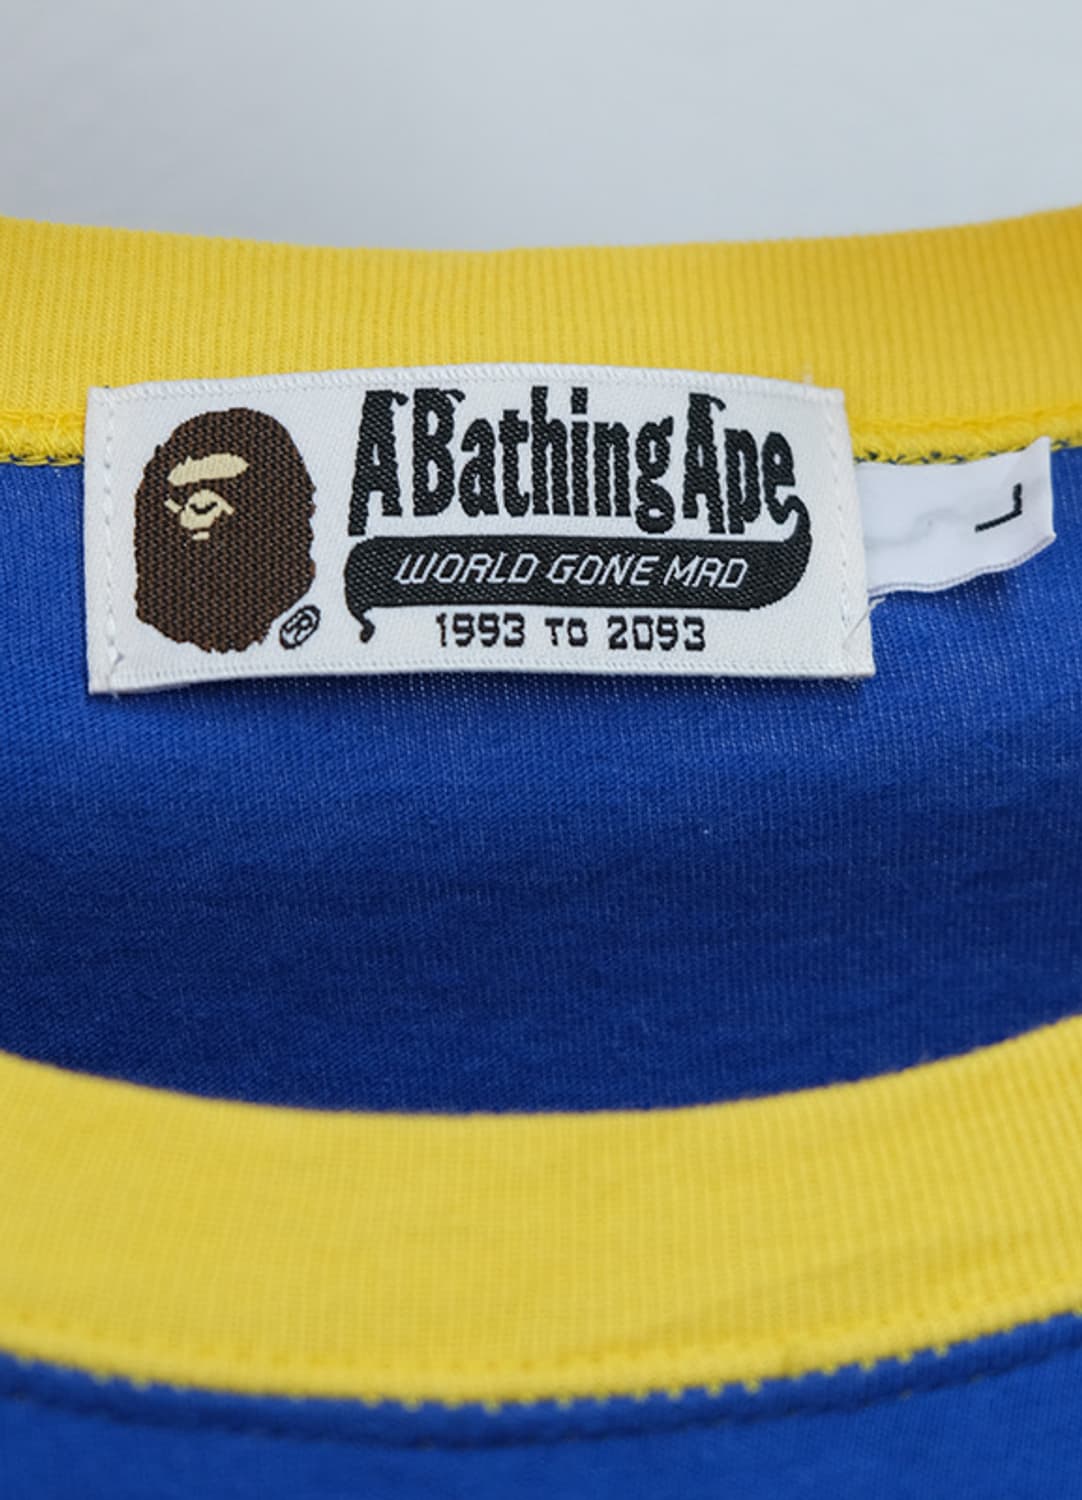 A Bathing Ape
WORLD GONE MAD
1993 TO 2093
®
L